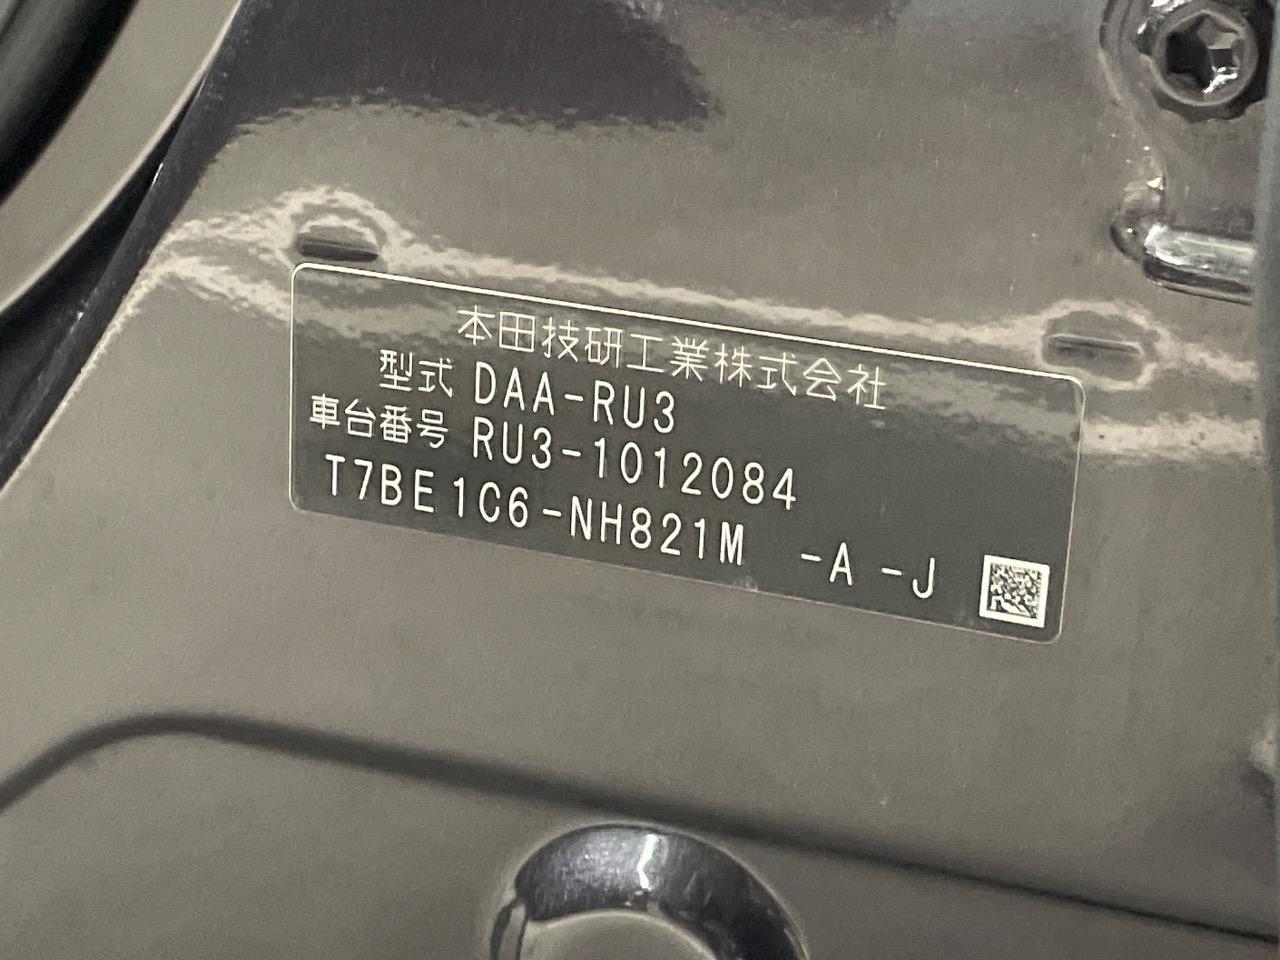 本田技研工業株式会社
型式 DAA-RU3
車台番号 RU3-1012084
T7BE1C6-NH821M -A -J